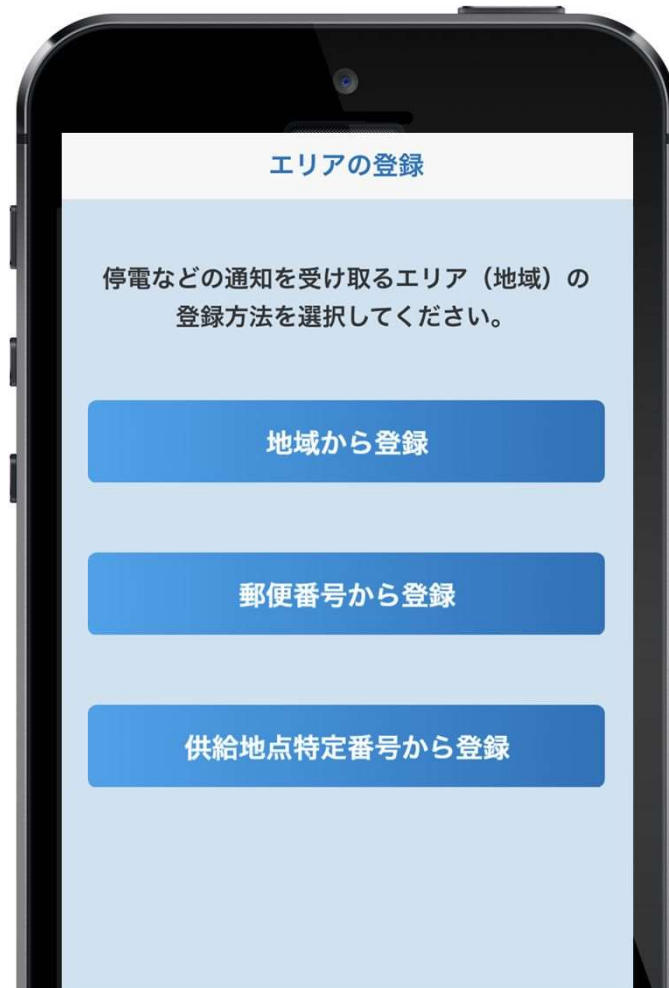 エリアの登録
停電などの通知を受け取るエリア（地域）の
登録方法を選択してください。
地域から登録
郵便番号から登録
供給地点特定番号から登録